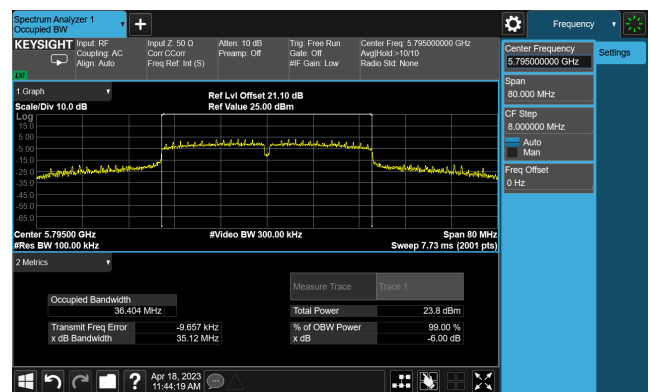 Spectrum Analyzer 1
Occupied BW
Frequency
KEYSIGHT
LXI
Input: RF
Coupling: AC
Align: Auto
Input Z: 50 Ω
Corr CCorr
Freq Ref: Int (S)
Atten: 10 dB
Preamp: Off
Trig: Free Run
Gate: Off
#IF Gain: Low
Center Freq: 5.795000000 GHz
Avg|Hold:>10/10
Radio Std: None
Center Frequency
5.795000000 GHz
Settings
Span
80.000 MHz
CF Step
8.000000 MHz
Auto
Man
Freq Offset
0 Hz
1 Graph
Scale/Div 10.0 dB
Ref Lvl Offset 21.10 dB
Ref Value 25.00 dBm
Log
15.0
5.00
-5.00
-15.0
-25.0
-35.0
-45.0
-55.0
-65.0
Center 5.79500 GHz
#Video BW 300.00 kHz
Span 80 MHz
#Res BW 100.00 kHz
Sweep 7.73 ms (2001 pts)
2 Metrics
Measure Trace
Trace 1
Occupied Bandwidth
36.404 MHz
Total Power
23.8 dBm
Transmit Freq Error
-9.657 kHz
% of OBW Power
99.00 %
x dB Bandwidth
35.12 MHz
x dB
-6.00 dB
?
Apr 18, 2023
11:44:19 AM